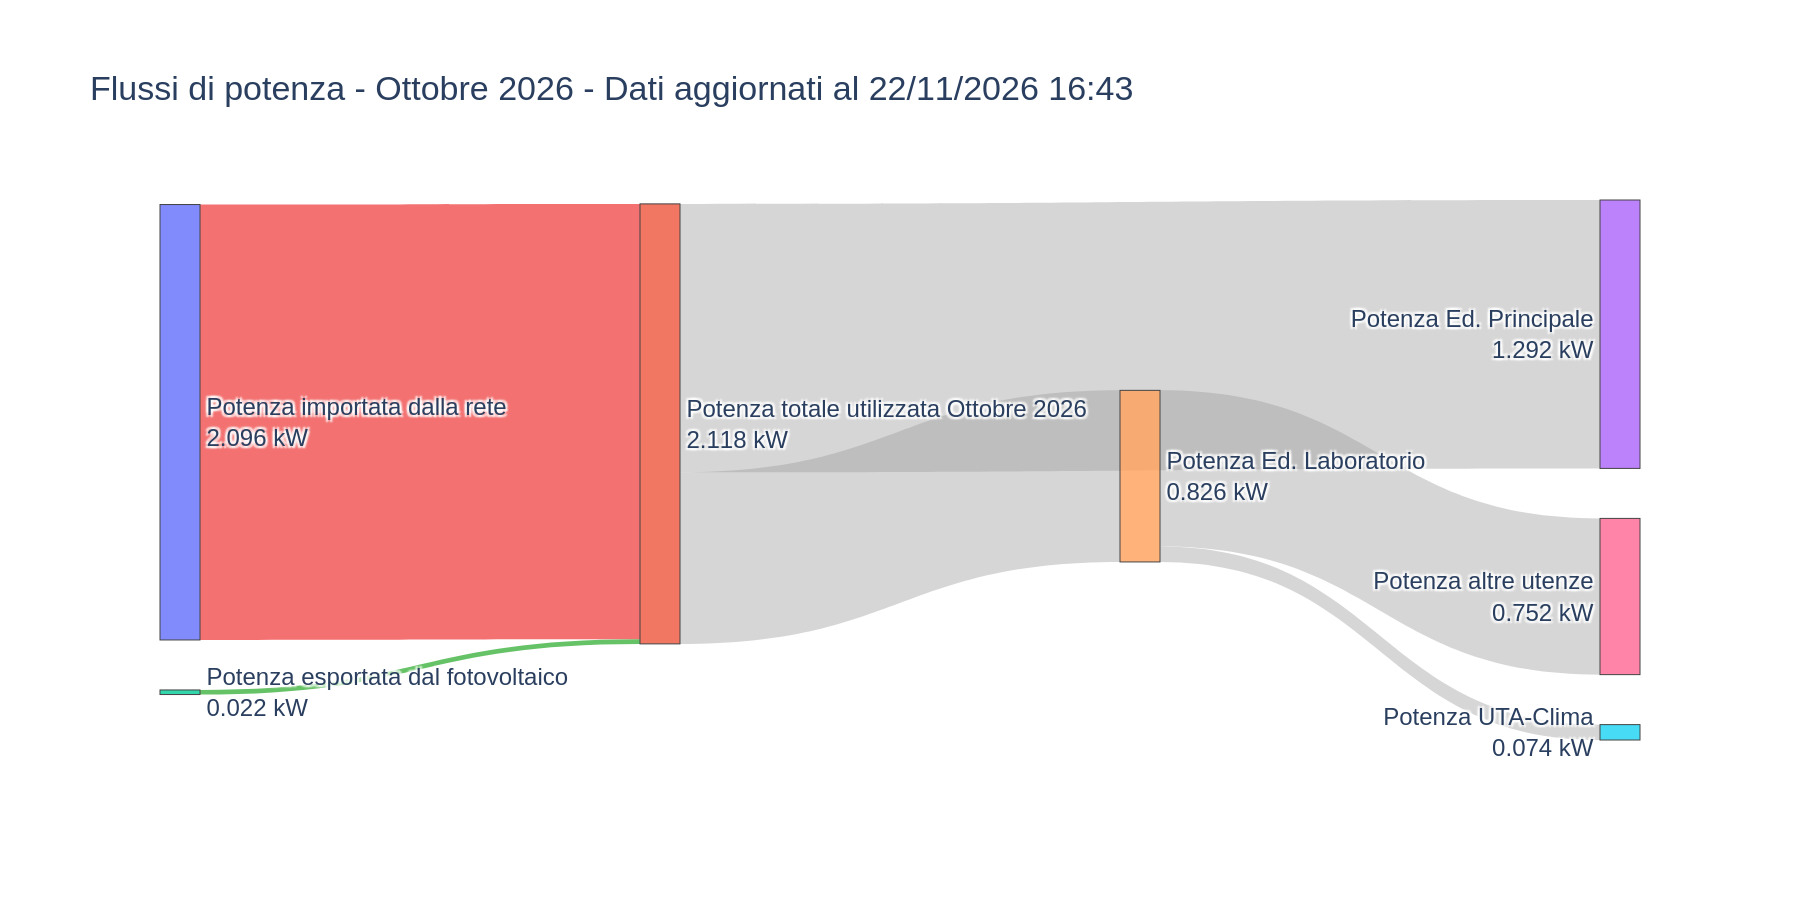 Flussi di potenza - Ottobre 2026 - Dati aggiornati al 22/11/2026 16:43
Potenza importata dalla rete
2.096 kW
Potenza esportata dal fotovoltaico
0.022 kW
Potenza totale utilizzata Ottobre 2026
2.118 kW
Potenza Ed. Laboratorio
0.826 kW
Potenza Ed. Principale
1.292 kW
Potenza altre utenze
0.752 kW
Potenza UTA-Clima
0.074 kW